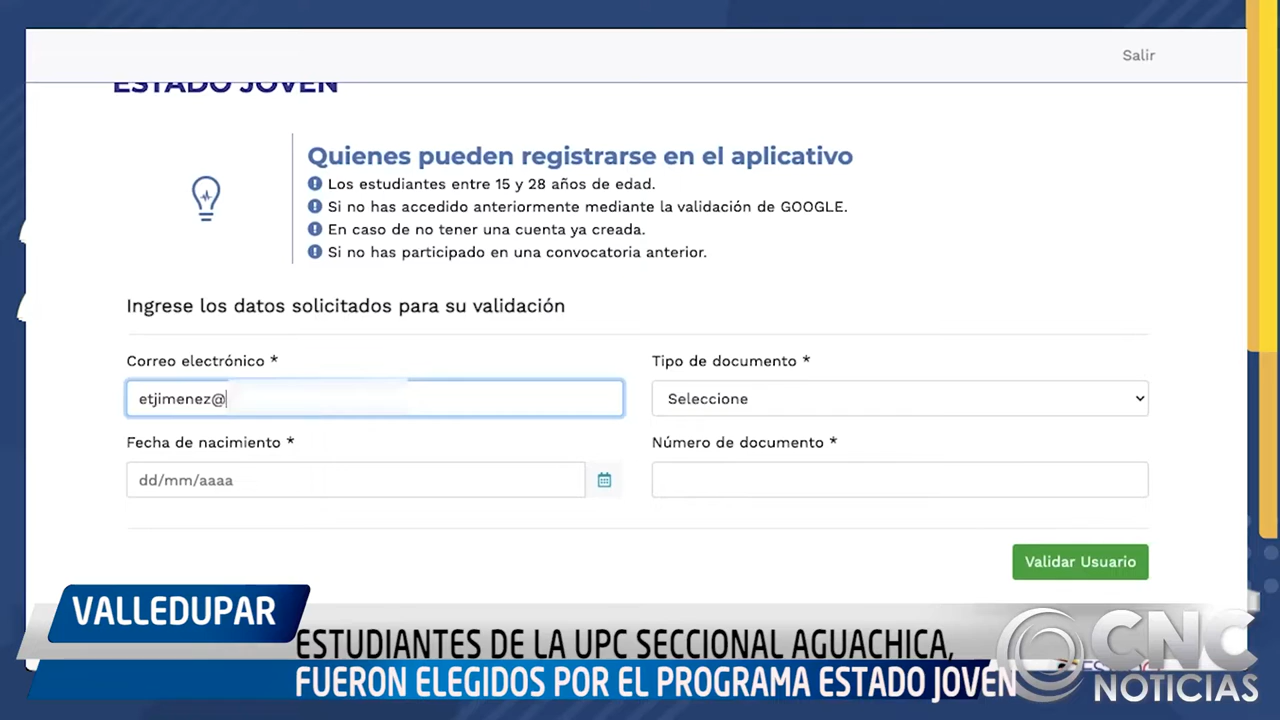 Salir
ESTADO JOVEN
Quienes pueden registrarse en el aplicativo
Los estudiantes entre 15 y 28 años de edad.
Si no has accedido anteriormente mediante la validación de GOOGLE.
En caso de no tener una cuenta ya creada.
Si no has participado en una convocatoria anterior.
Ingrese los datos solicitados para su validación
Correo electrónico *
Tipo de documento *
etjimenez@
Seleccione
Fecha de nacimiento *
Número de documento *
dd/mm/aaaa
Validar Usuario
VALLEDUPAR
ESTUDIANTES DE LA UPC SECCIONAL AGUACHICA,
FUERON ELEGIDOS POR EL PROGRAMA ESTADO JOVEN
CNC
NOTICIAS